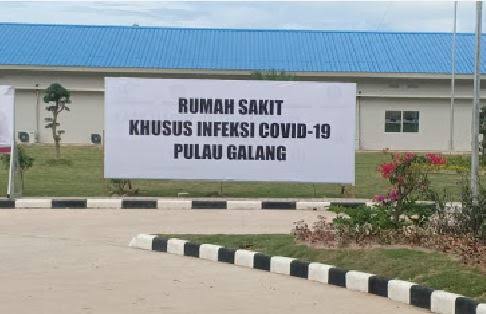 RUMAH SAKIT
KHUSUS INFEKSI COVID-19
PULAU GALANG